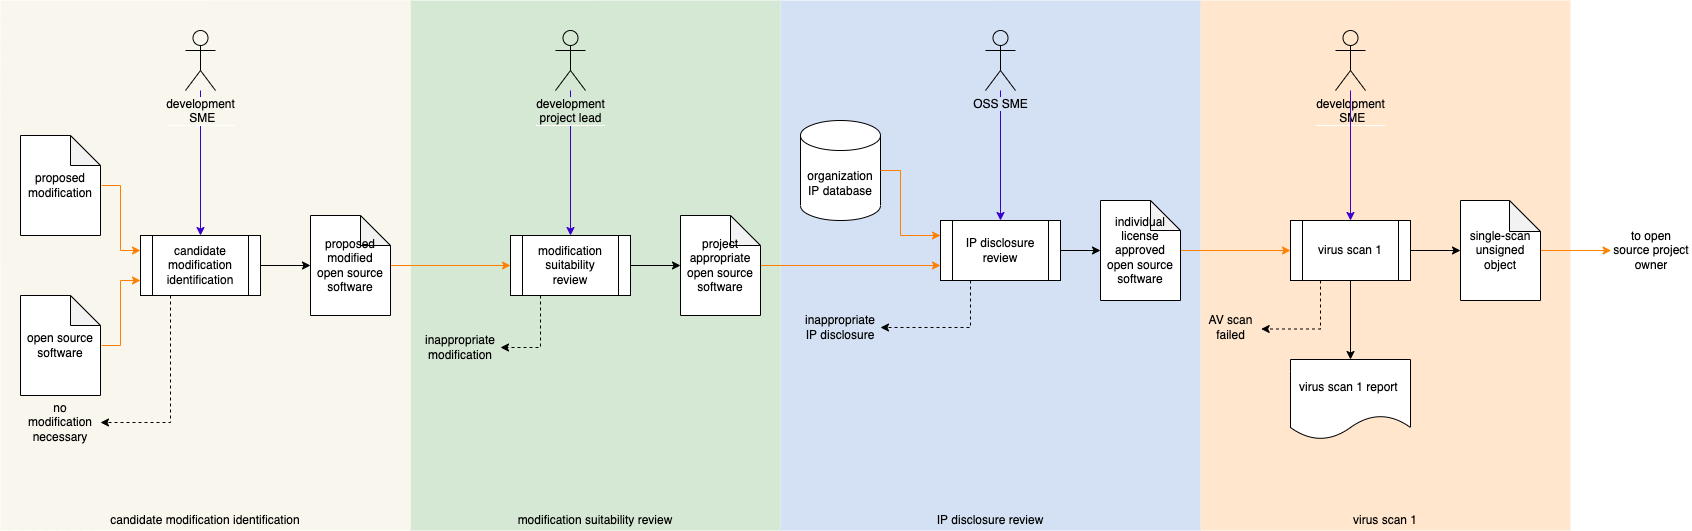 development
SME
proposed
modification
candidate
modification
identification
open source
software
no
modification
necessary
proposed
modified
open source
software
candidate modification identification
development
project lead
modification
suitability
review
project
appropriate
open source
software
inappropriate
modification
modification suitability review
OSS SME
organization
IP database
IP disclosure
review
individual
license
approved
open source
software
inappropriate
IP disclosure
IP disclosure review
development
SME
virus scan 1
single-scan
unsigned
object
AV scan
failed
virus scan 1 report
virus scan 1
to open
source project
owner